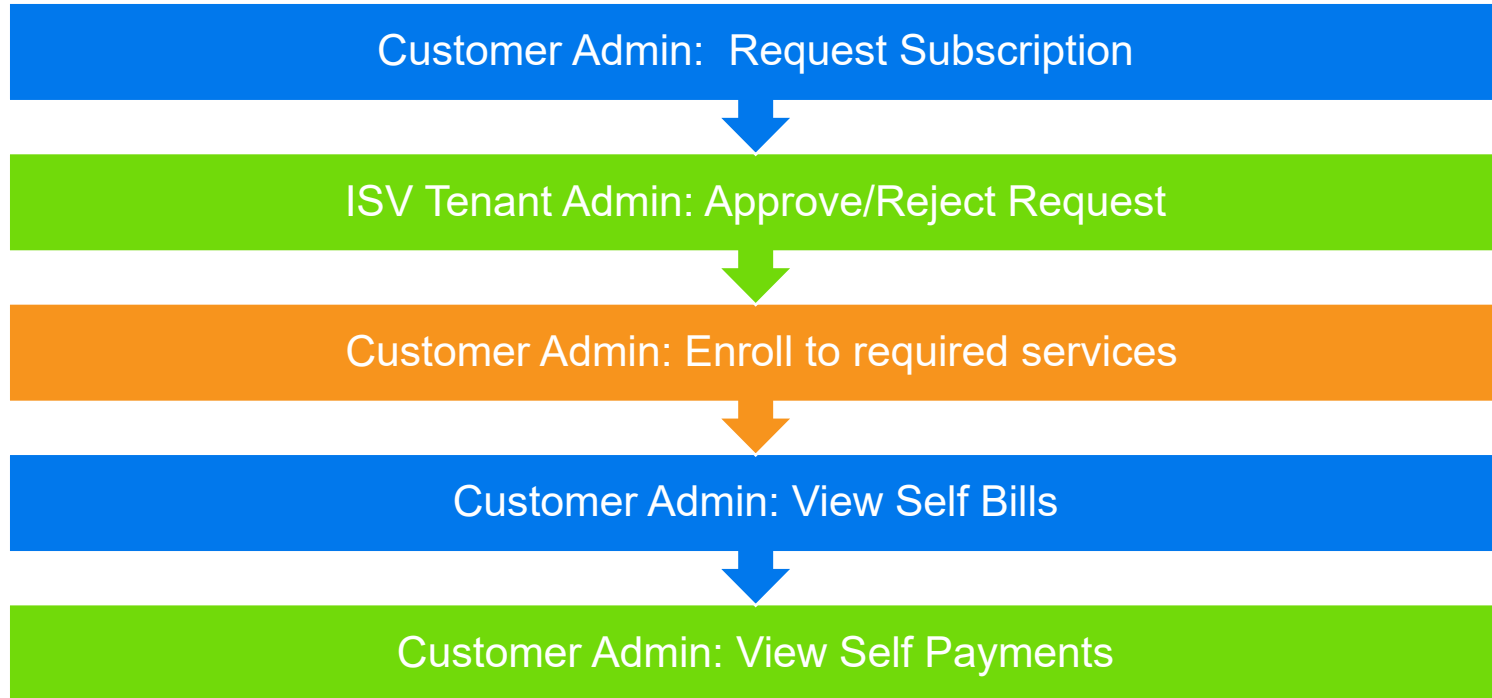 Customer Admin:  Request Subscription
ISV Tenant Admin: Approve/Reject Request
Customer Admin: Enroll to required services
Customer Admin: View Self Bills
Customer Admin: View Self Payments